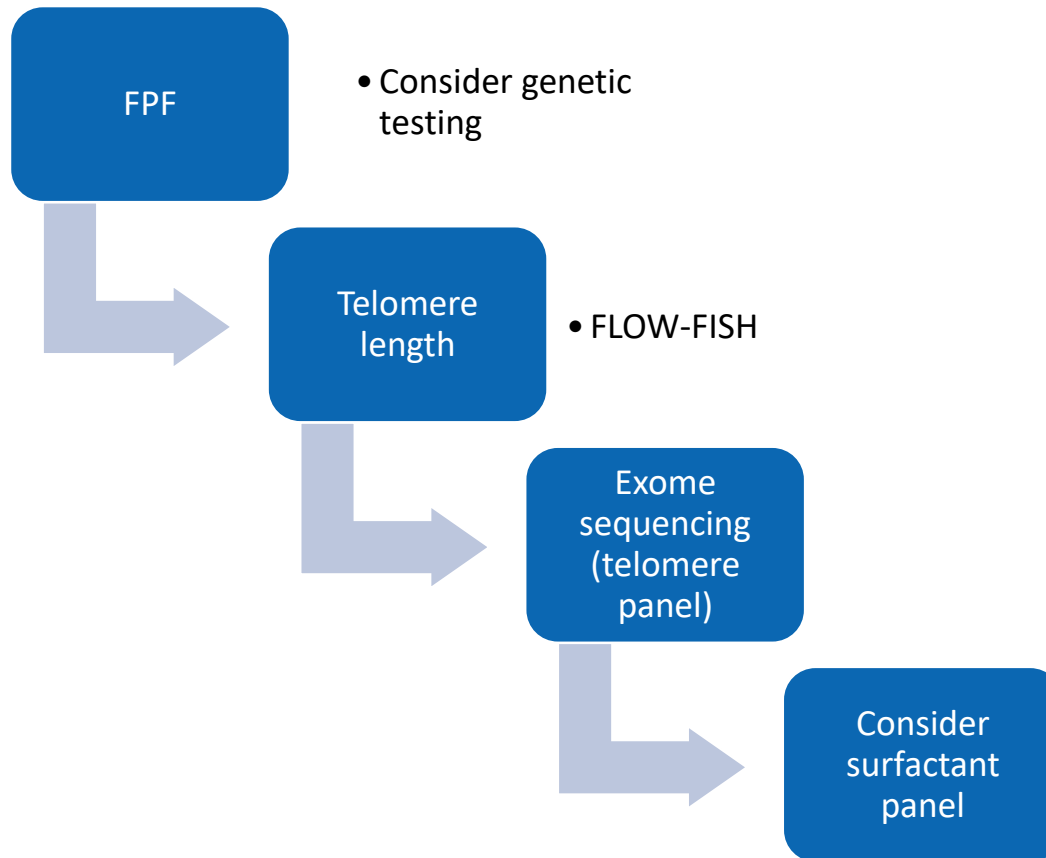 FPF
• Consider genetic
testing
Telomere
length
• FLOW-FISH
Exome
sequencing
(telomere
panel)
Consider
surfactant
panel